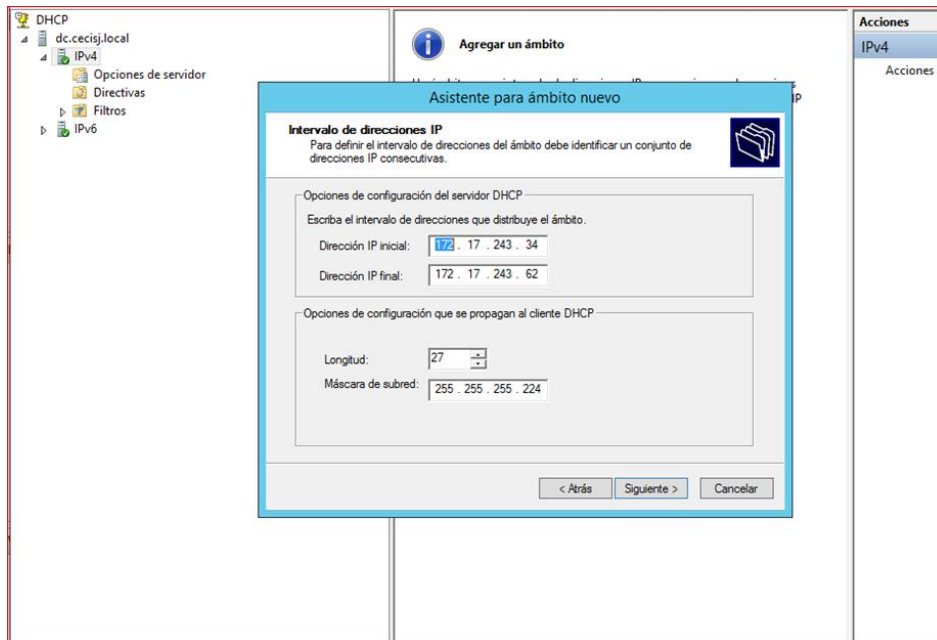 DHCP
dc.cecisj.local
IPv4
Opciones de servidor
Directivas
Filtros
IPv6
Agregar un ámbito
IP
Acciones
IPv4
Acciones
Asistente para ámbito nuevo
Intervalo de direcciones IP
Para definir el intervalo de direcciones del ámbito debe identificar un conjunto de
direcciones IP consecutivas.
Opciones de configuración del servidor DHCP
Escriba el intervalo de direcciones que distribuye el ámbito.
Dirección IP inicial: 172 . 17 . 243 . 34
Dirección IP final: 172 . 17 . 243 . 62
Opciones de configuración que se propagan al cliente DHCP
Longitud: 27
Máscara de subred: 255 . 255 . 255 . 224
< Atrás Siguiente > Cancelar